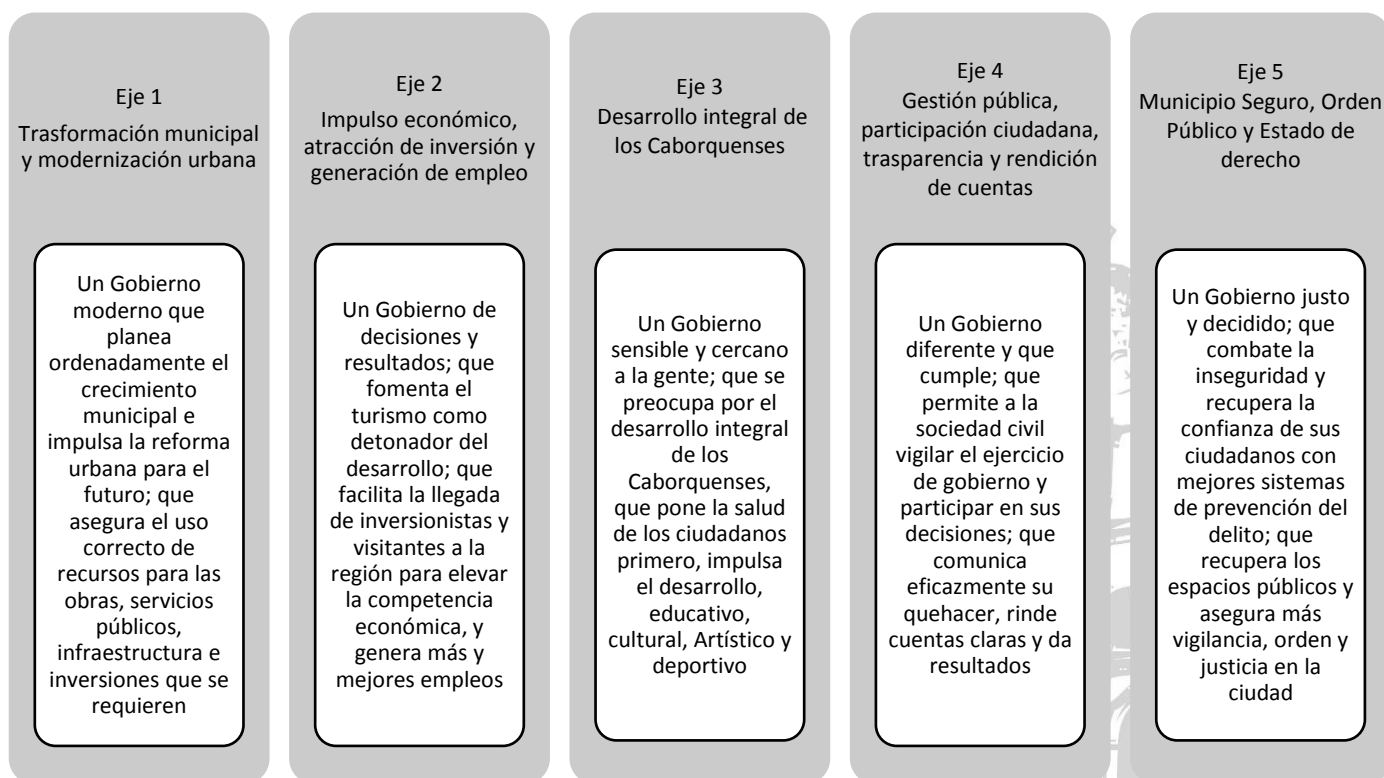 Eje 1
Trasformación municipal
y modernización urbana
Un Gobierno
moderno que
planea
ordenadamente el
crecimiento
municipal e
impulsa la reforma
urbana para el
futuro; que
asegura el uso
correcto de
recursos para las
obras, servicios
públicos,
infraestructura e
inversiones que se
requieren
Eje 2
Impulso económico,
atracción de inversión y
generación de empleo
Un Gobierno de
decisiones y
resultados; que
fomenta el
turismo como
detonador del
desarrollo; que
facilita la llegada
de inversionistas y
visitantes a la
región para elevar
la competencia
económica, y
genera más y
mejores empleos
Eje 3
Desarrollo integral de
los Caborquenses
Un Gobierno
sensible y cercano
a la gente; que se
preocupa por el
desarrollo integral
de los
Caborquenses,
que pone la salud
de los ciudadanos
primero, impulsa
el desarrollo,
educativo,
cultural, Artístico y
deportivo
Eje 4
Gestión pública,
participación ciudadana,
trasparencia y rendición
de cuentas
Un Gobierno
diferente y que
cumple; que
permite a la
sociedad civil
vigilar el ejercicio
de gobierno y
participar en sus
decisiones; que
comunica
eficazmente su
quehacer, rinde
cuentas claras y da
resultados
Eje 5
Municipio Seguro, Orden
Público y Estado de
derecho
Un Gobierno justo
y decidido; que
combate la
inseguridad y
recupera la
confianza de sus
ciudadanos con
mejores sistemas
de prevención del
delito; que
recupera los
espacios públicos y
asegura más
vigilancia, orden y
justicia en la
ciudad